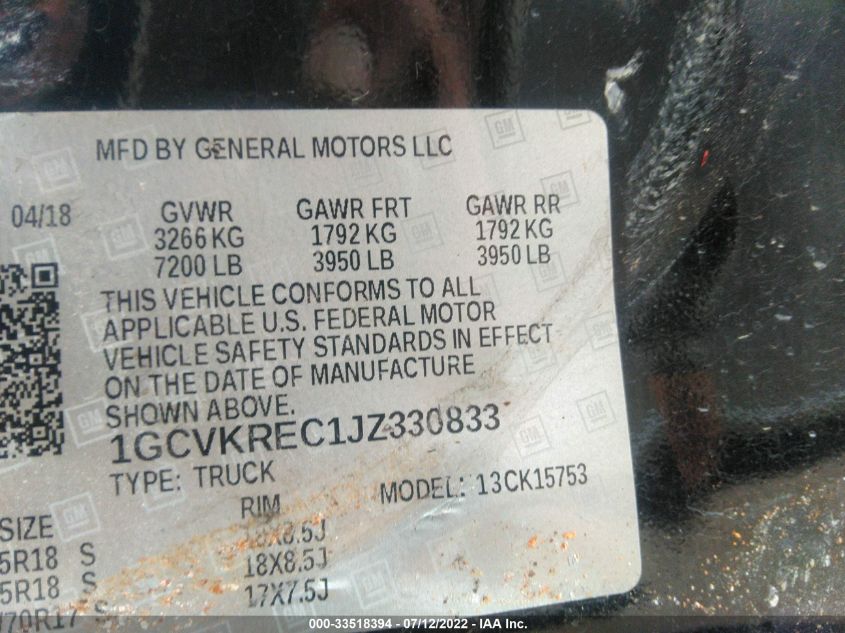 MFD BY GENERAL MOTORS LLC
04/18 GVWR GAWR FRT GAWR RR
3266 KG 1792 KG 1792 KG
7200 LB 3950 LB 3950 LB
THIS VEHICLE CONFORMS TO ALL
APPLICABLE U.S. FEDERAL MOTOR
VEHICLE SAFETY STANDARDS IN EFFECT
ON THE DATE OF MANUFACTURE
SHOWN ABOVE.
1GCVKREC1JZ330833
TYPE: TRUCK MODEL: 13CK15753
SIZE RIM
5R18 S 18X8.5J
5R18 S 18X8.5J
/70R17 S 17X7.5J
000-33518394 - 07/12/2022 - IAA Inc.